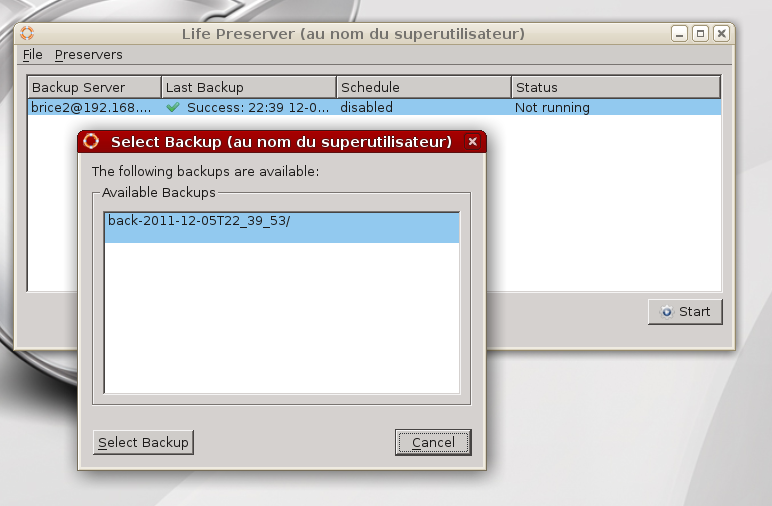 Life Preserver (au nom du superutilisateur)
File Preservers
Backup Server Last Backup Schedule Status
brice2@192.168.... Success: 22:39 12-0... disabled Not running
Select Backup (au nom du superutilisateur)
The following backups are available:
Available Backups
back-2011-12-05T22_39_53/
Start
Select Backup Cancel